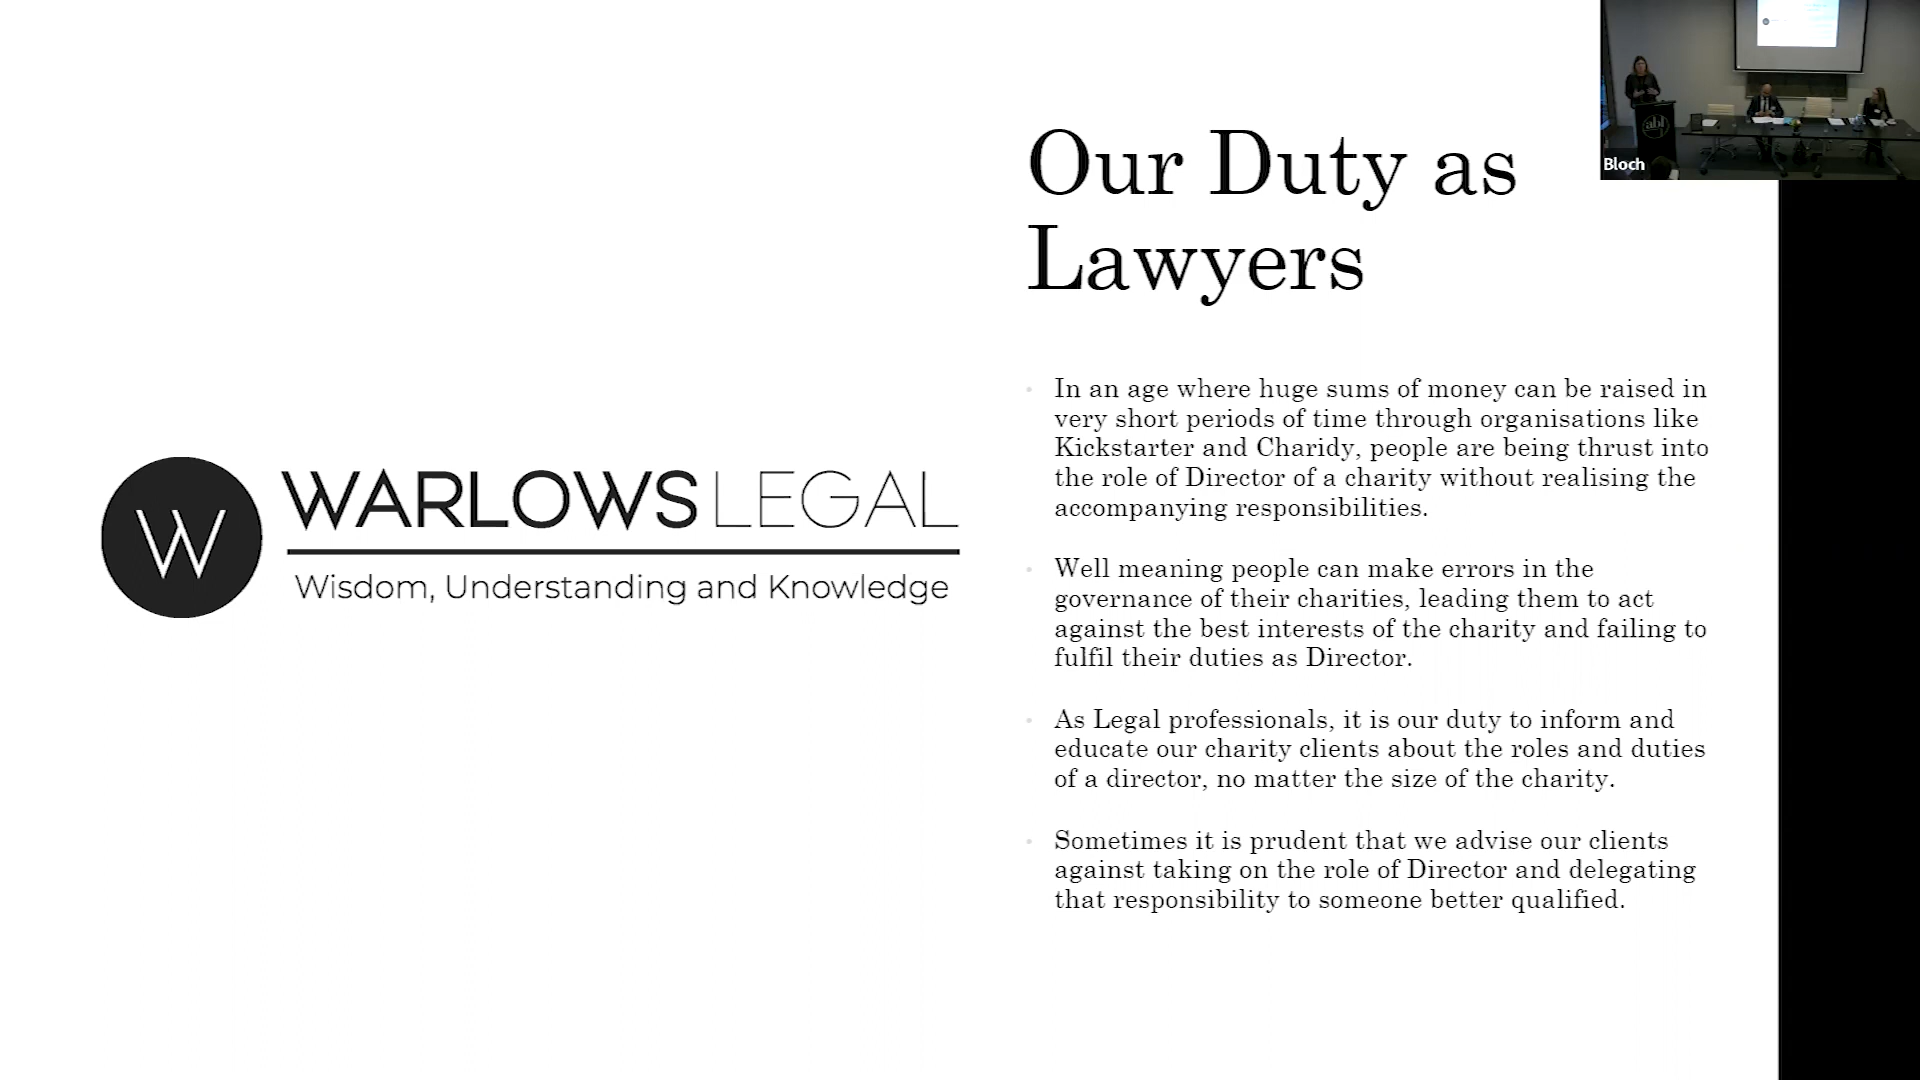 Our Duty as
Lawyers
Bloch
abl
W
WARLOWS LEGAL
Wisdom, Understanding and Knowledge
• In an age where huge sums of money can be raised in
very short periods of time through organisations like
Kickstarter and Charidy, people are being thrust into
the role of Director of a charity without realising the
accompanying responsibilities.
• Well meaning people can make errors in the
governance of their charities, leading them to act
against the best interests of the charity and failing to
fulfil their duties as Director.
• As Legal professionals, it is our duty to inform and
educate our charity clients about the roles and duties
of a director, no matter the size of the charity.
• Sometimes it is prudent that we advise our clients
against taking on the role of Director and delegating
that responsibility to someone better qualified.